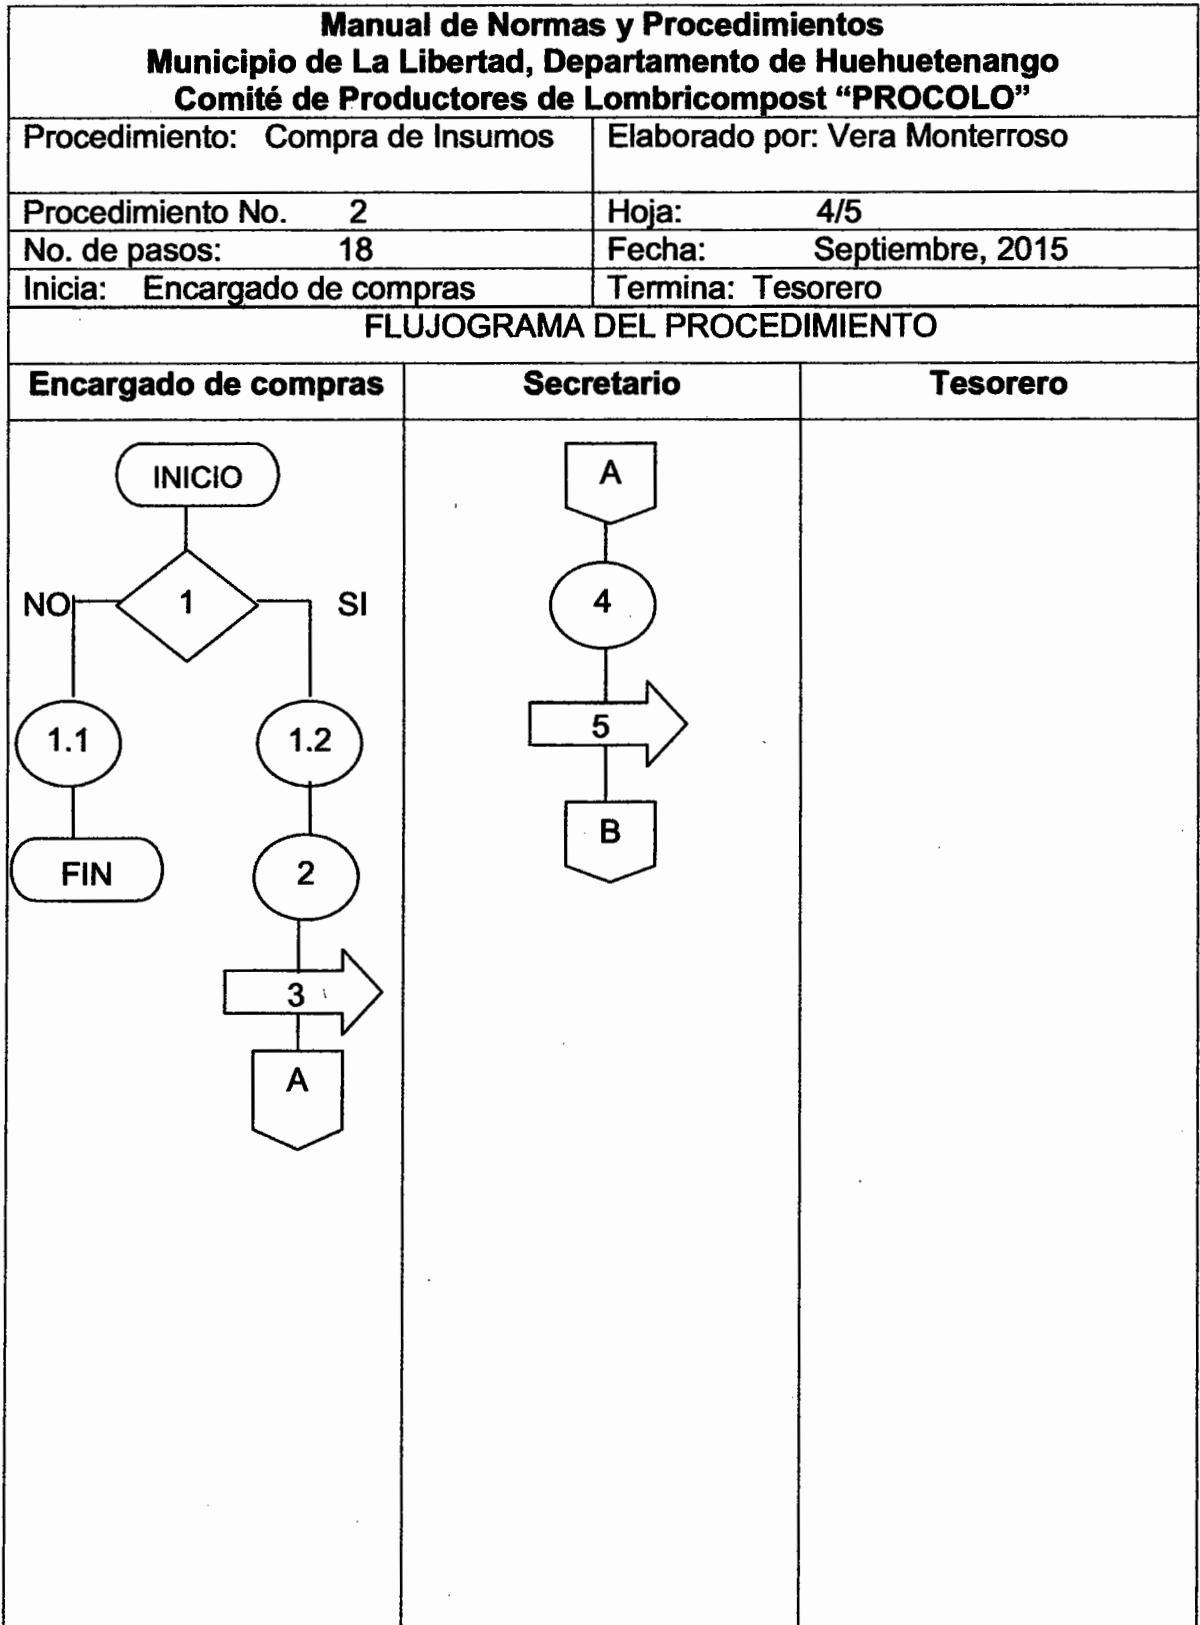 Manual de Normas y Procedimientos
Municipio de La Libertad, Departamento de Huehuetenango
Comité de Productores de Lombricompost “PROCOLO”
Procedimiento: Compra de Insumos
Elaborado por: Vera Monterroso
Procedimiento No. 2
Hoja: 4/5
No. de pasos: 18
Fecha: Septiembre, 2015
Inicia: Encargado de compras
Termina: Tesorero
FLUJOGRAMA DEL PROCEDIMIENTO
Encargado de compras
Secretario
Tesorero
INICIO
1
NO
SI
1.1
1.2
FIN
2
3
A
A
4
5
B